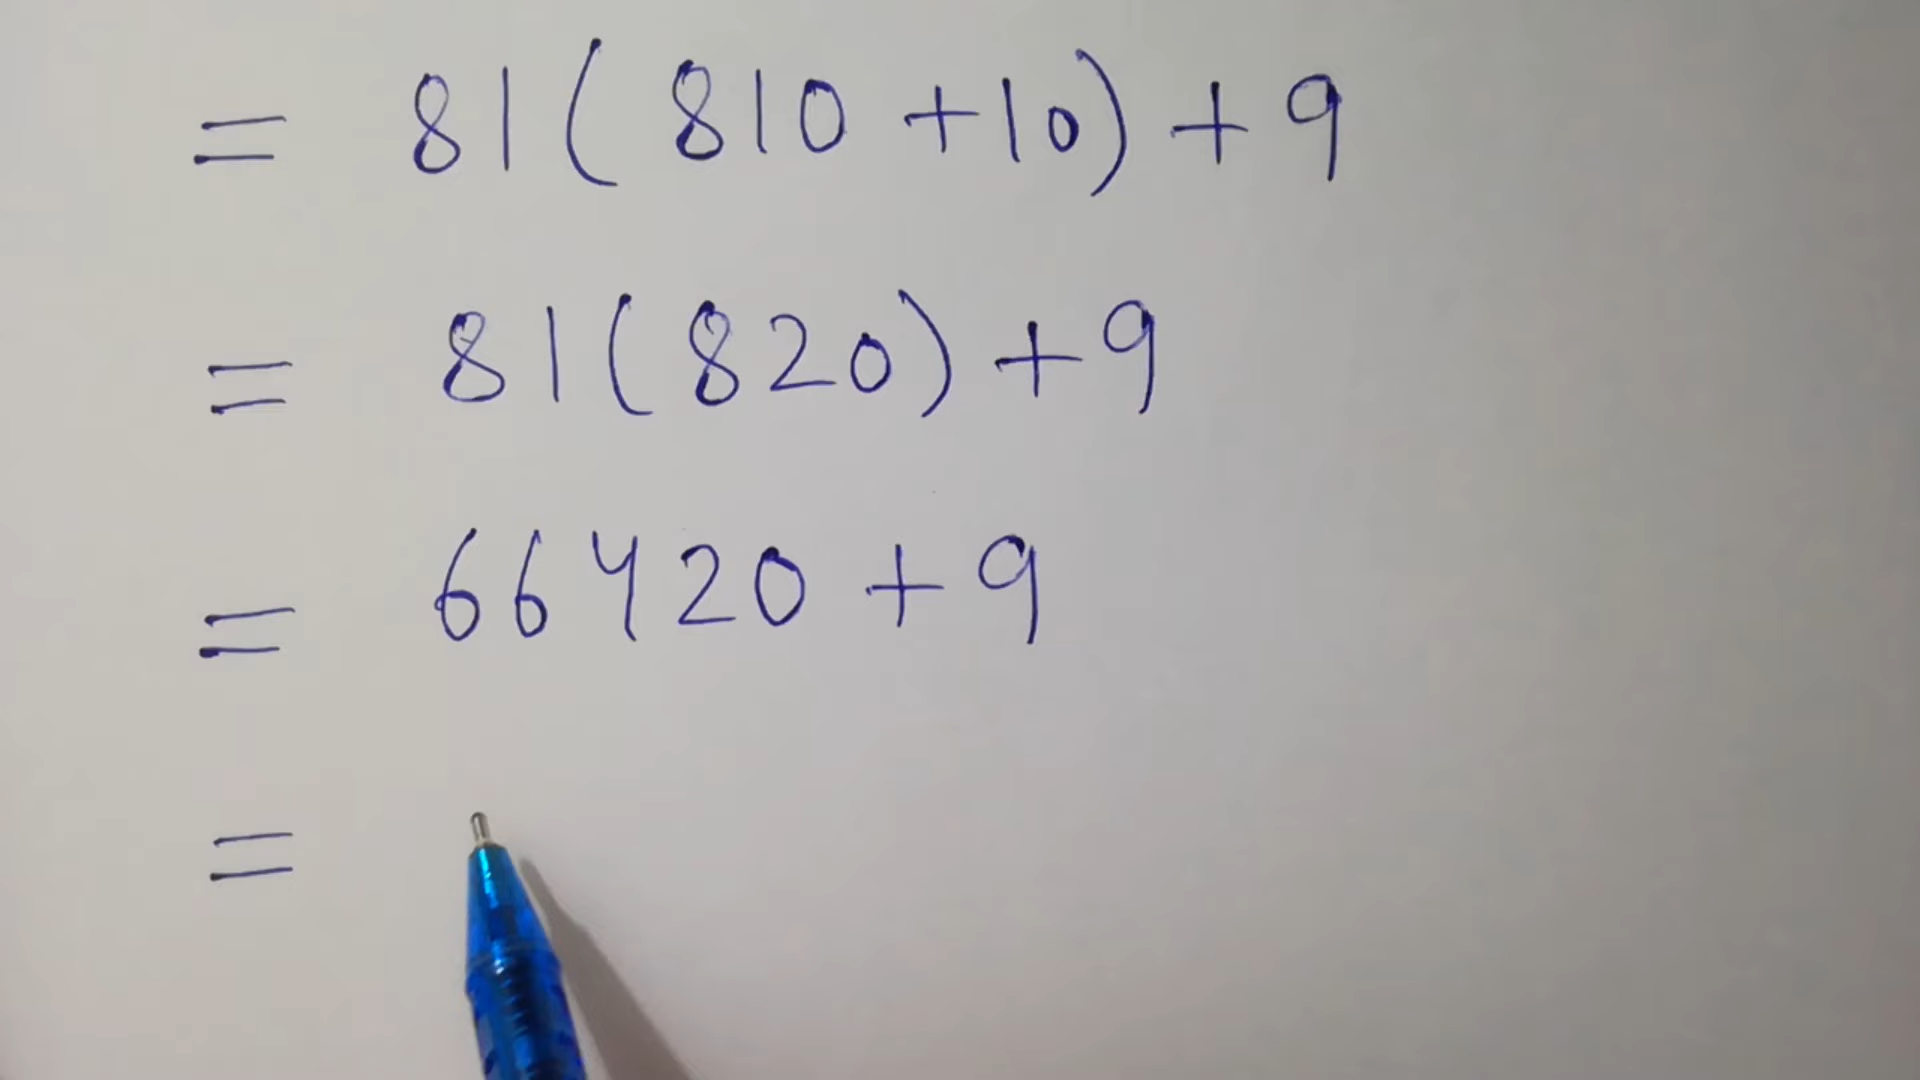 = 81(810+10)+9
= 81(820)+9
= 66420+9
=